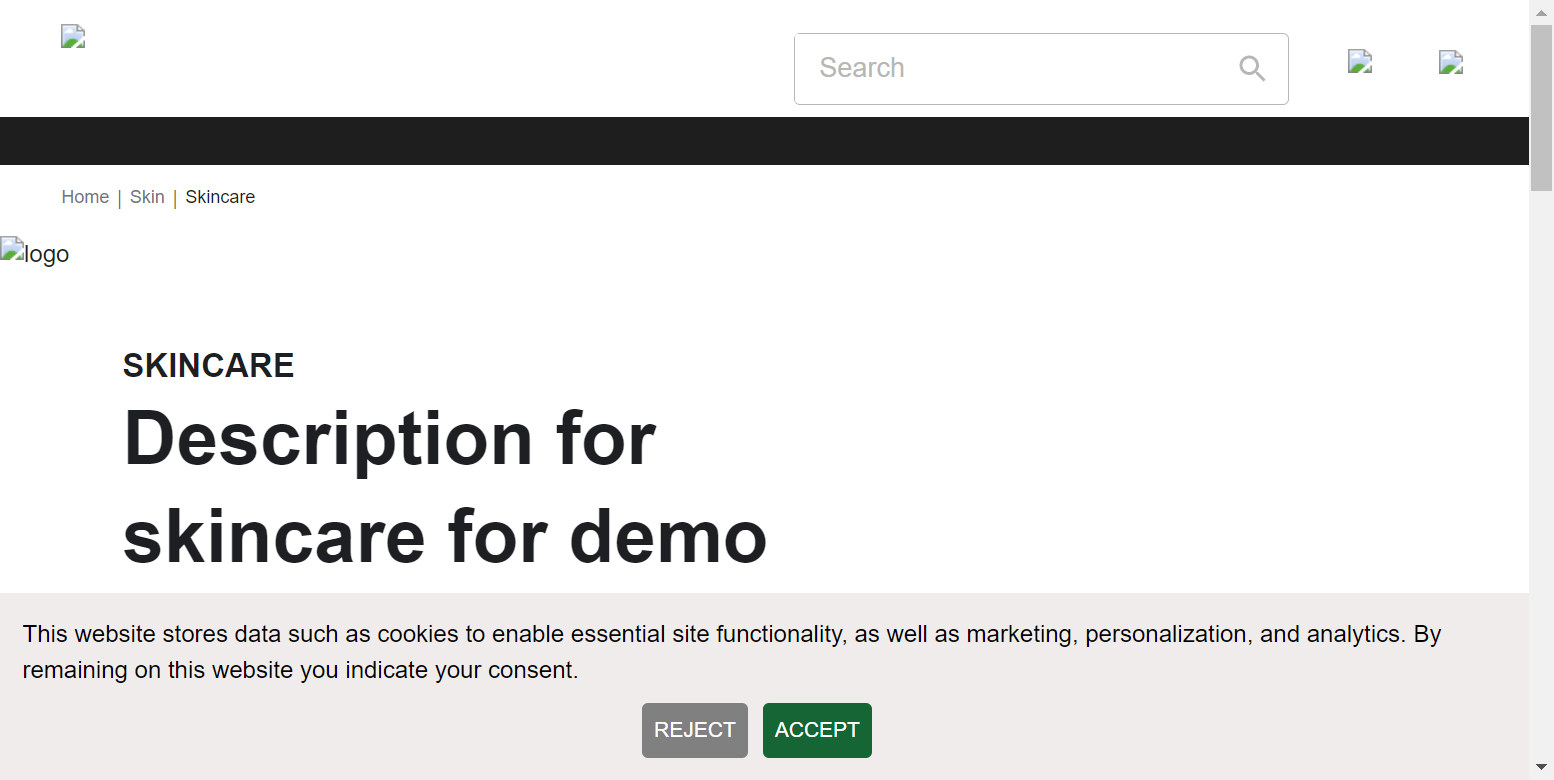 Search
Home | Skin | Skincare
logo
SKINCARE
Description for
skincare for demo
This website stores data such as cookies to enable essential site functionality, as well as marketing, personalization, and analytics. By
remaining on this website you indicate your consent.
REJECT ACCEPT